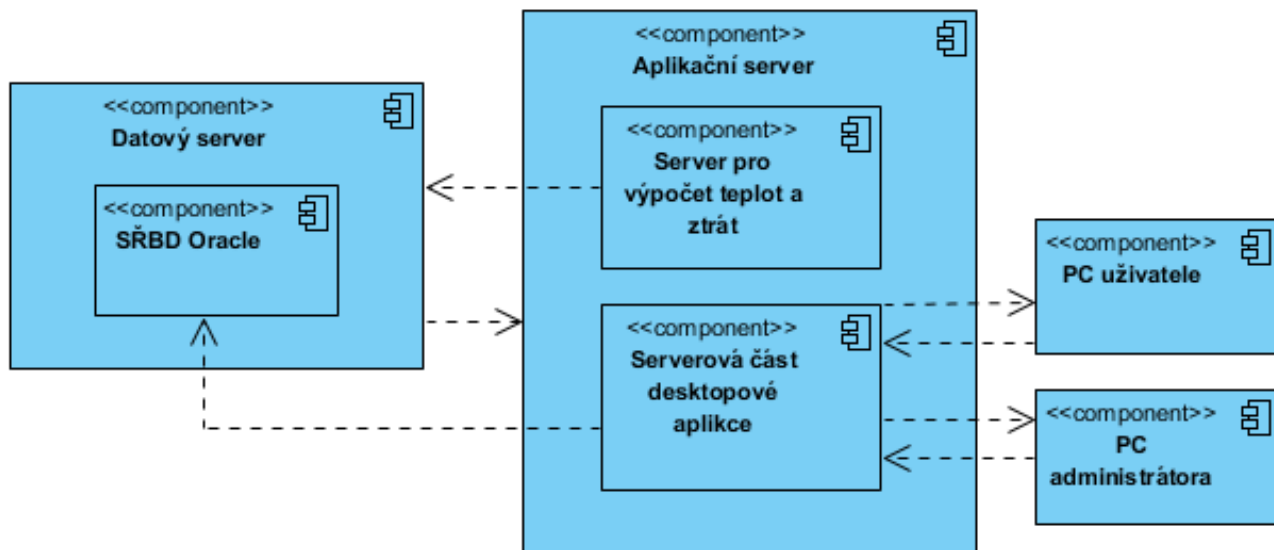 <<component>>
Datový server
<<component>>
SŘBD Oracle
<<component>>
Aplikační server
<<component>>
Server pro
výpočet teplot a
ztrát
<<component>>
Serverová část
desktopové
aplikce
<<component>>
PC uživatele
<<component>>
PC
administrátora